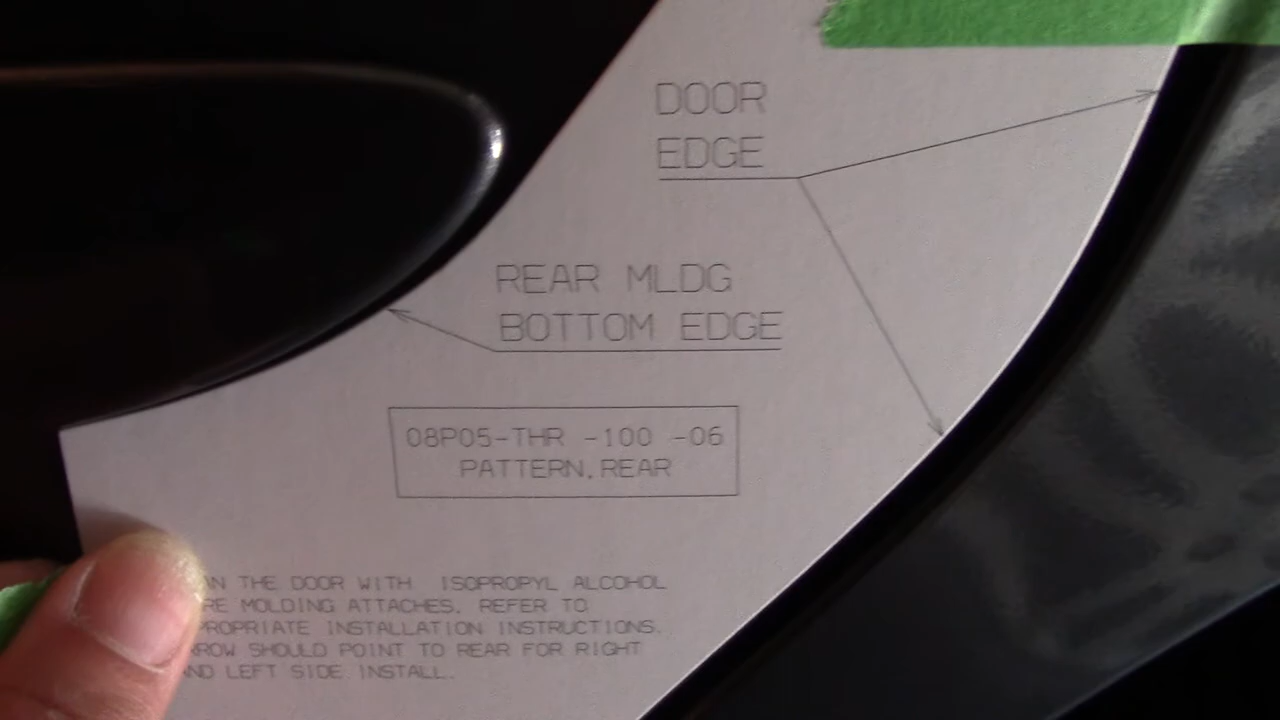 DOOR
EDGE
REAR MLDG
BOTTOM EDGE
08P05-THR -100 -06
PATTERN, REAR
THE DOOR WITH ISOPROPYL ALCOHOL
MOLDING ATTACHES. REFER TO
INSTALLATION INSTRUCTIONS.
SHOULD POINT TO REAR FOR RIGHT
LEFT SIDE INSTALL.